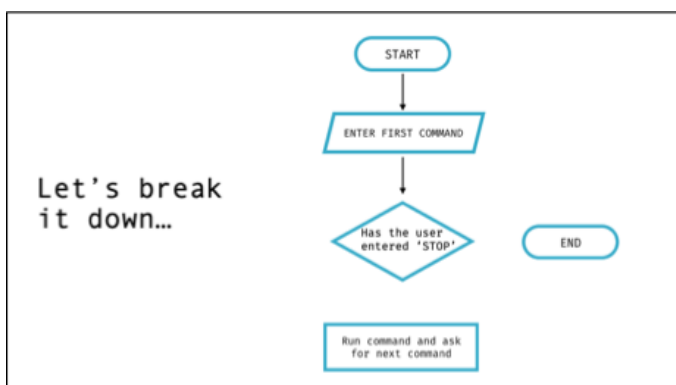 START
ENTER FIRST COMMAND
Let's break
it down…
Has the user
entered ‘STOP’
END
Run command and ask
for next command